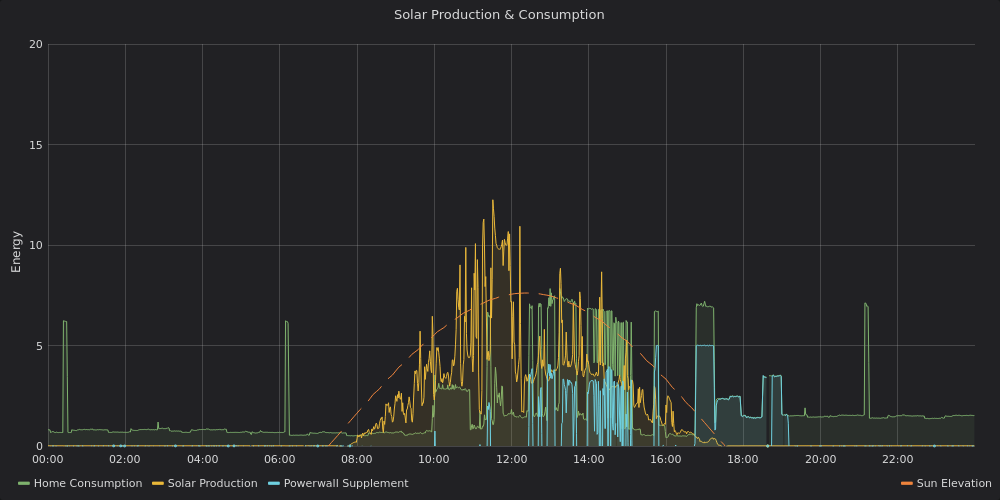 Solar Production & Consumption
20
15
10
5
0
Energy
00:00 02:00 04:00 06:00 08:00 10:00 12:00 14:00 16:00 18:00 20:00 22:00
Home Consumption Solar Production Powerwall Supplement Sun Elevation